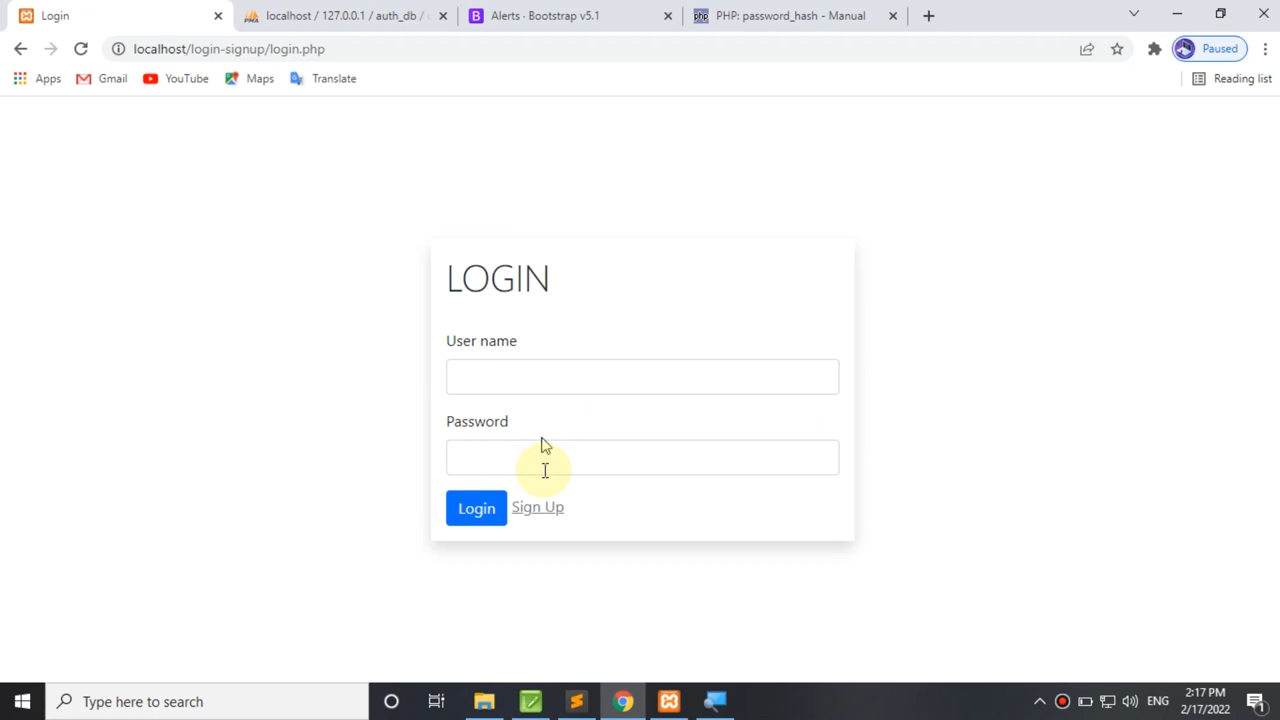 Login
localhost / 127.0.0.1 / auth_db /
Alerts · Bootstrap v5.1
php PHP: password_hash - Manual
localhost/login-signup/login.php
Paused
Apps
Gmail
YouTube
Maps
Translate
Reading list
LOGIN
User name
Password
Login Sign Up
Type here to search
ENG
2:17 PM
2/17/2022
1